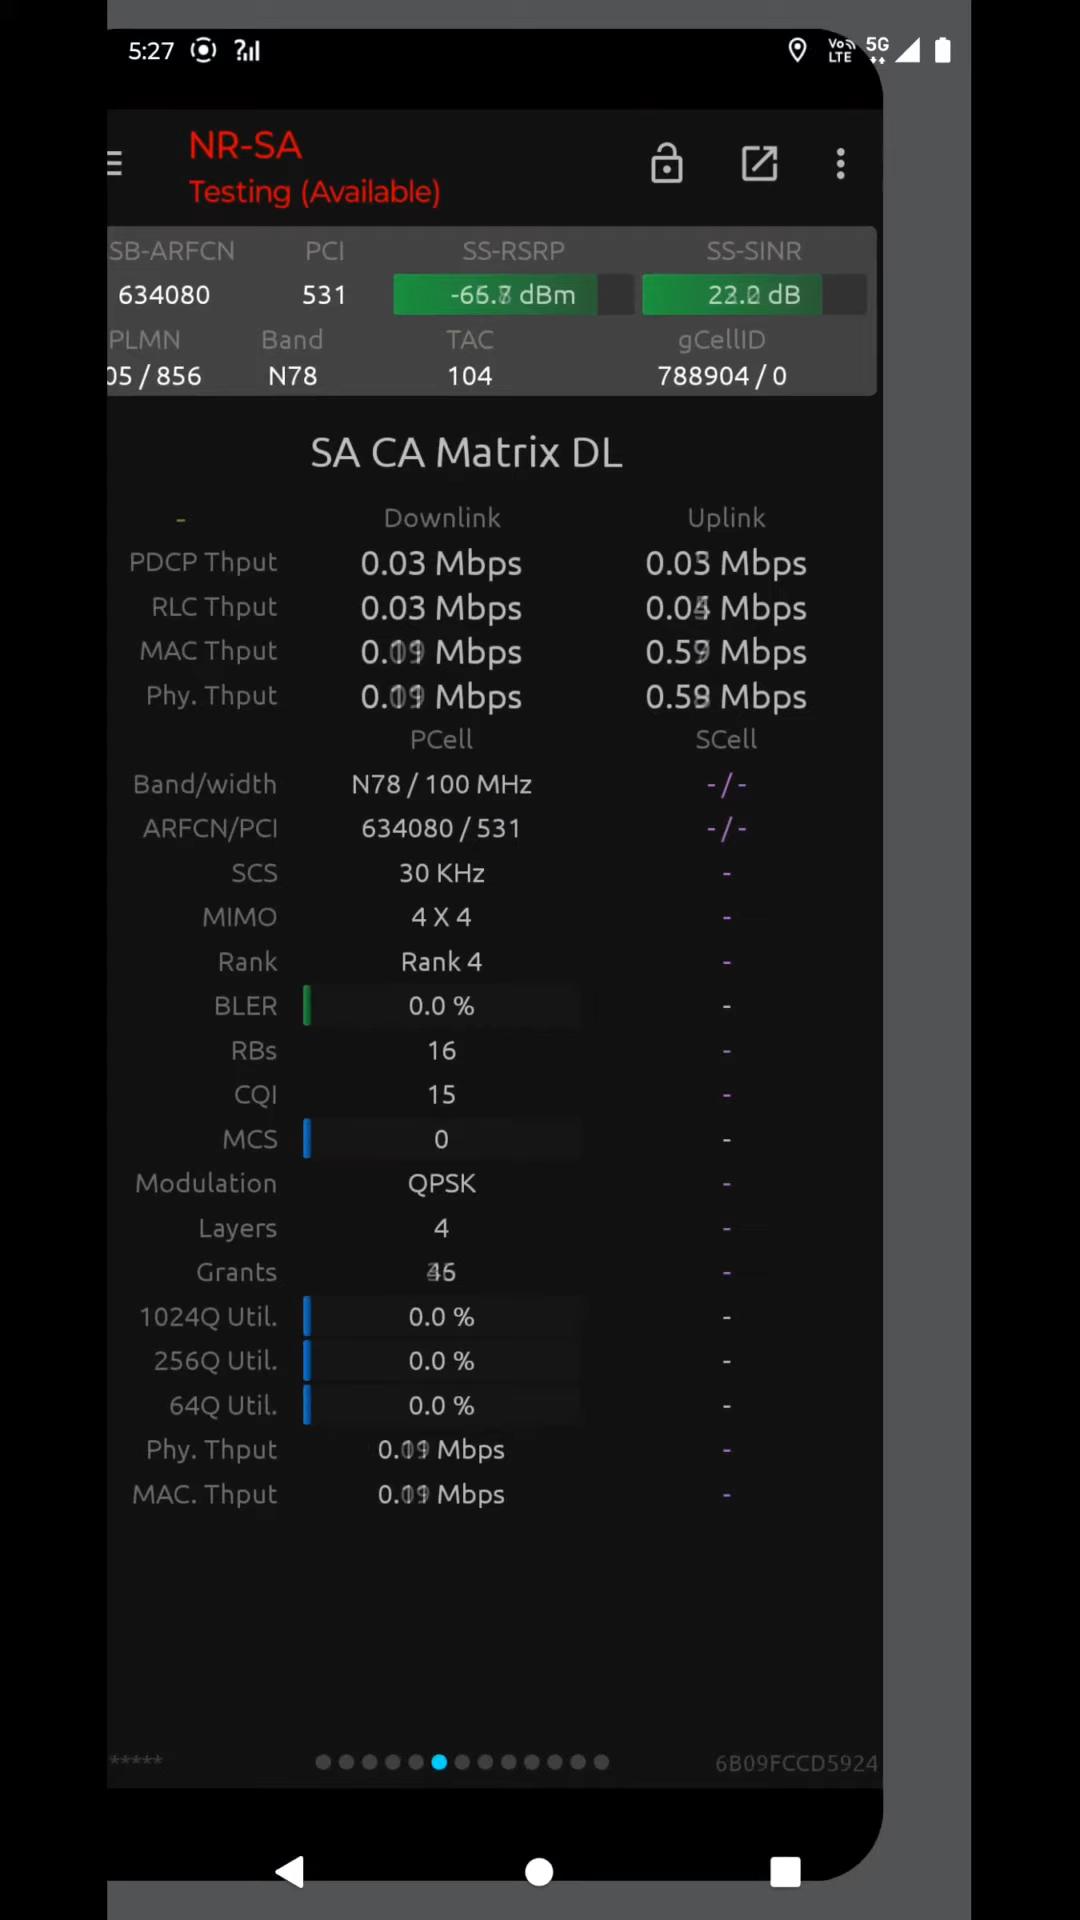 5:27 Vo LTE 5G
NR-SA
Testing (Available)
SB-ARFCN PCI SS-RSRP SS-SINR
634080 531 dBm dB
PLMN Band TAC gCellID
05 / 856 N78 104 788904 / 0
SA CA Matrix DL
- Downlink Uplink
PDCP Thput 0.03 Mbps Mbps
RLC Thput 0.03 Mbps Mbps
MAC Thput Mbps Mbps
Phy. Thput Mbps Mbps
PCell SCell
Band/width N78 / 100 MHz - / -
ARFCN/PCI 634080 / 531 - / -
SCS 30 KHz -
MIMO 4 X 4 -
Rank Rank 4 -
BLER 0.0 % -
RBs 16 -
CQI 15 -
MCS 0 -
Modulation QPSK -
Layers 4 -
Grants -
1024Q Util. 0.0 % -
256Q Util. 0.0 % -
64Q Util. 0.0 % -
Phy. Thput Mbps -
MAC. Thput Mbps -
***** 6B09FCCD5924